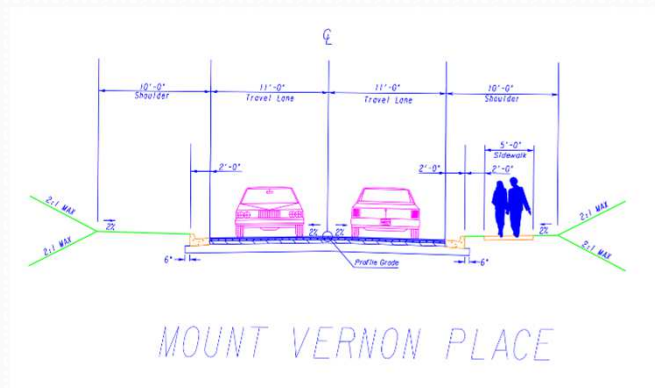 ℄
10'-0" 11'-0" 11'-0" 10'-0"
Shoulder Travel Lane Travel Lane Shoulder
5'-0"
Sidewalk
2'-0" 2'-0" 2'-0"
2:1 MAX 2:1 MAX
2% 2% 2% 2%
2:1 MAX 2:1 MAX
6" Profile Grade 6"
MOUNT VERNON PLACE